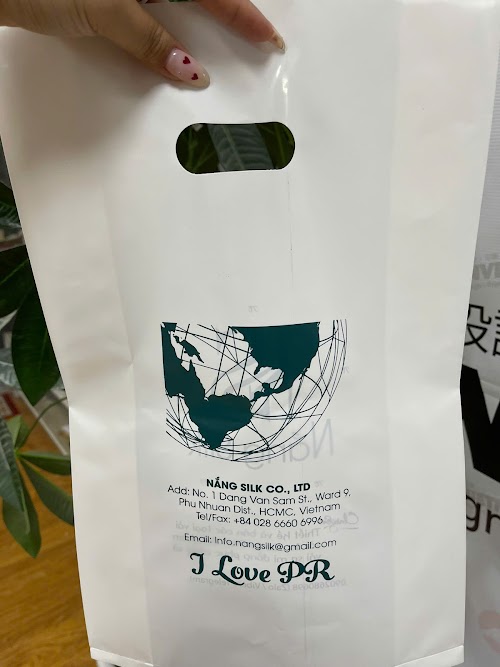 NẮNG SILK CO., LTD
Add: No. 1 Dang Van Sam St., Ward 9,
Phu Nhuan Dist., HCMC, Vietnam
Tel/Fax: +84 028 6660 6996
Email: Info.nangsilk@gmail.com
I Love PR
設